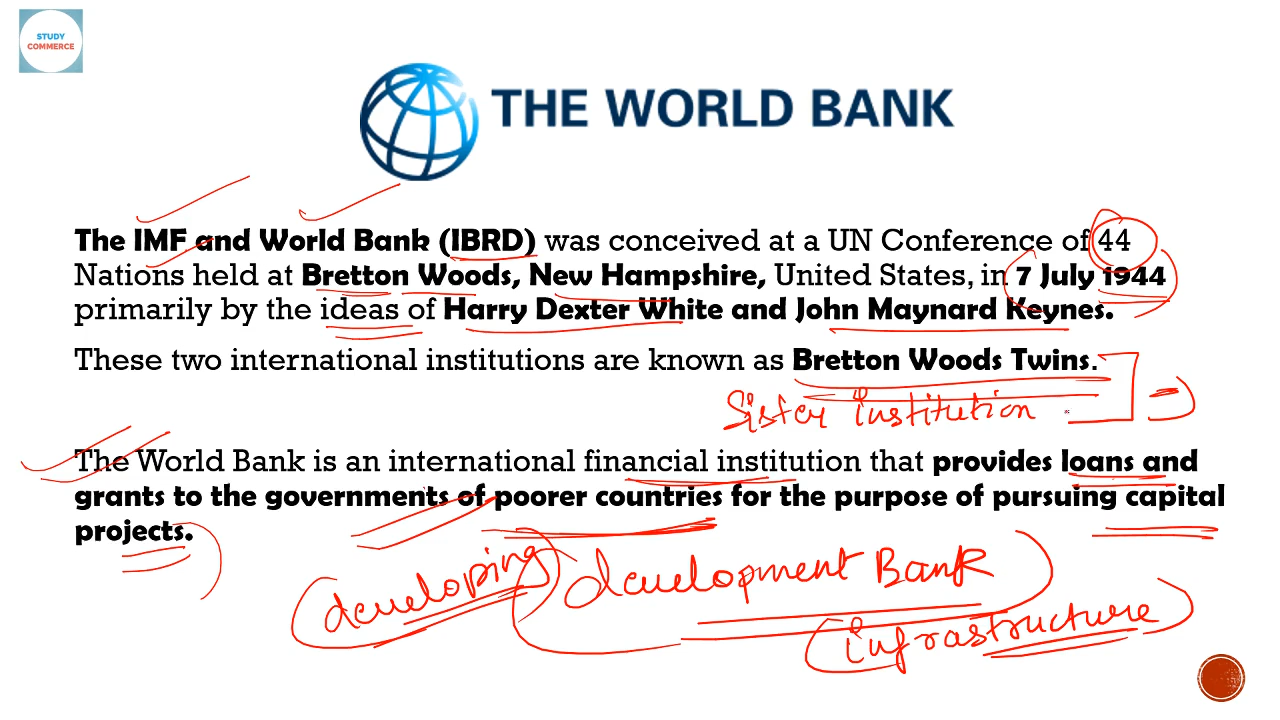 STUDY
COMMERCE
THE WORLD BANK
The IMF and World Bank (IBRD) was conceived at a UN Conference of 44
Nations held at Bretton Woods, New Hampshire, United States, in 7 July 1944
primarily by the ideas of Harry Dexter White and John Maynard Keynes.
These two international institutions are known as Bretton Woods Twins.
Sister institution
The World Bank is an international financial institution that provides loans and
grants to the governments of poorer countries for the purpose of pursuing capital
projects.
developing development Bank
infrastructure